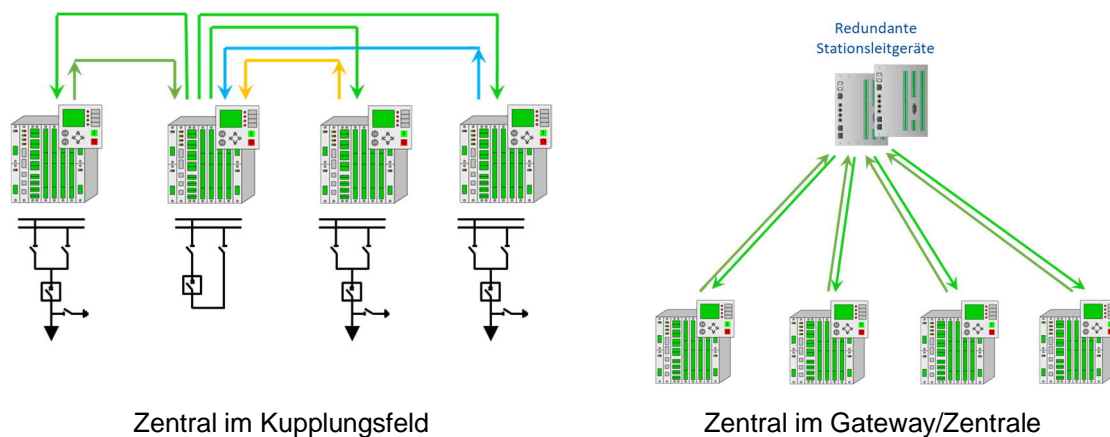 Redundante
Stationsleitgeräte
Zentral im Kupplungsfeld
Zentral im Gateway/Zentrale